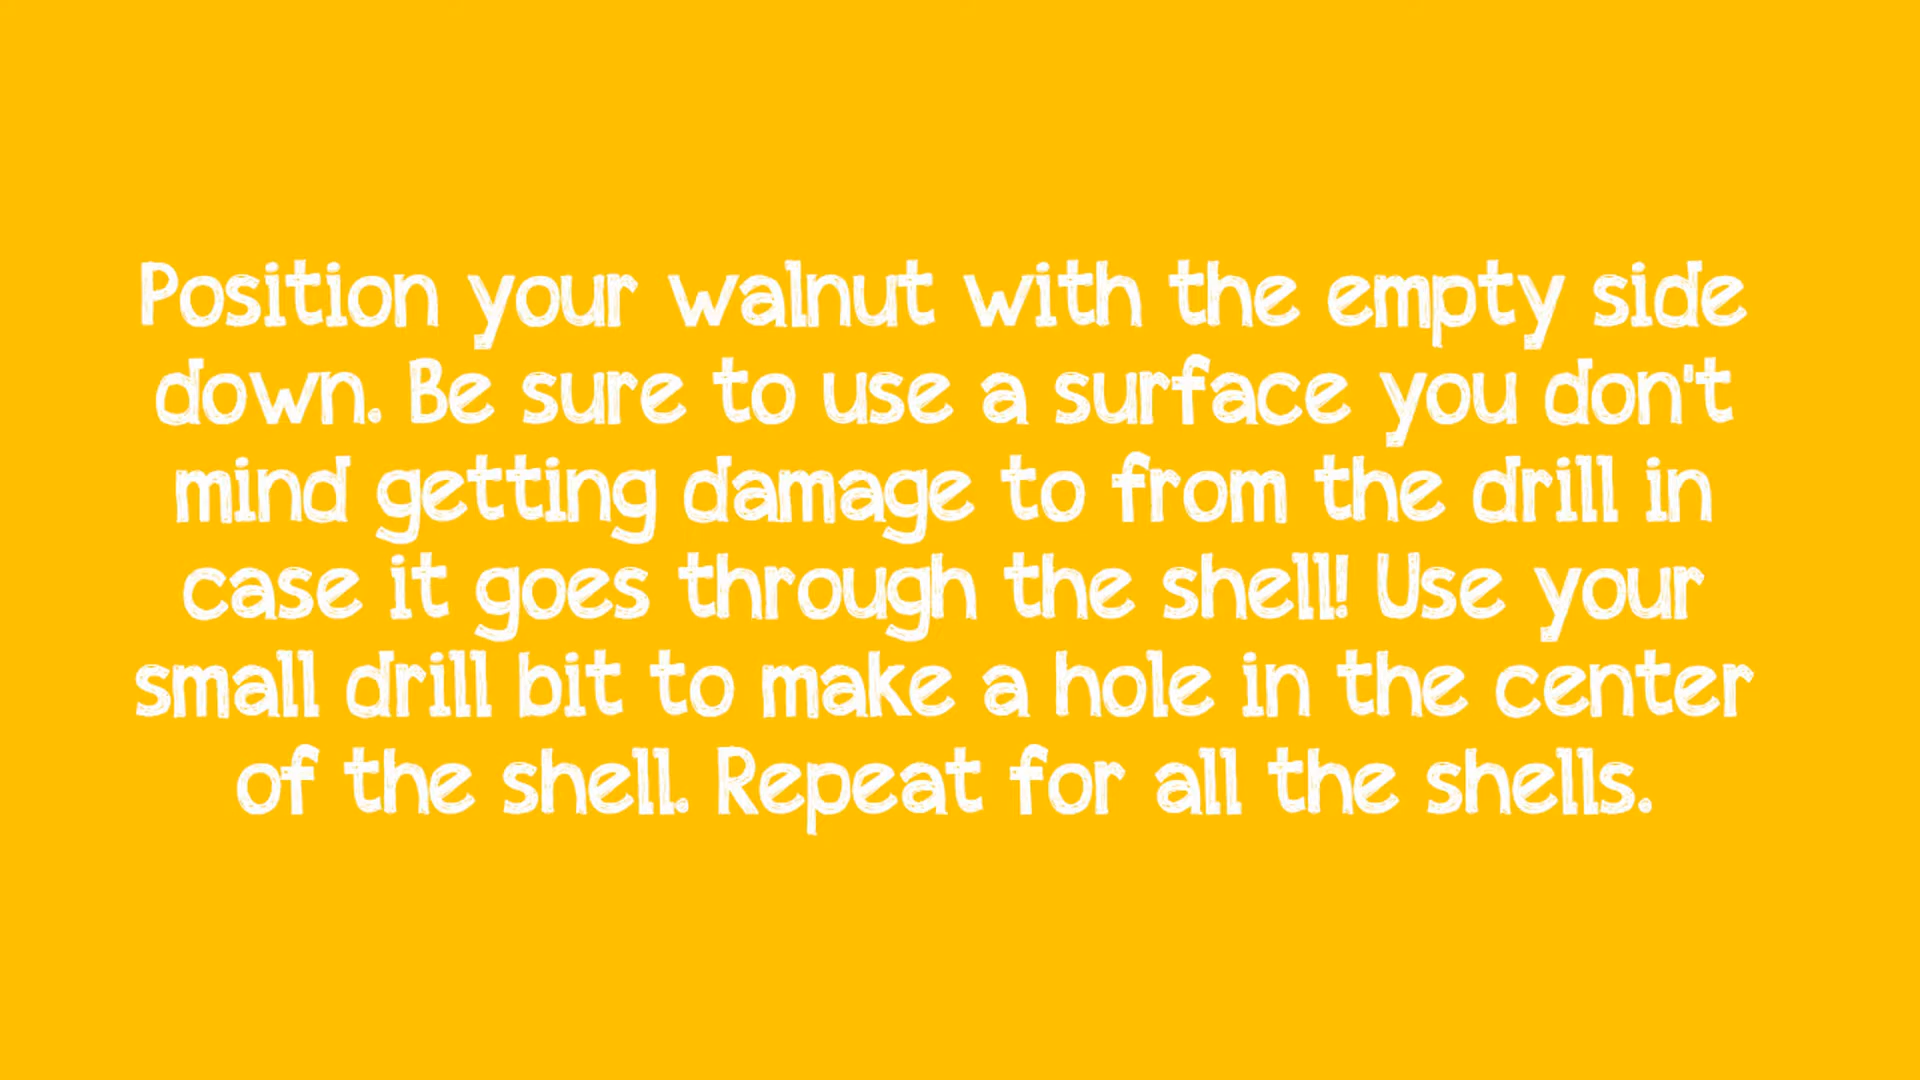 Position your walnut with the empty side
down. Be sure to use a surface you don't
mind getting damage to from the drill in
case it goes through the shell! Use your
small drill bit to make a hole in the center
of the shell. Repeat for all the shells.